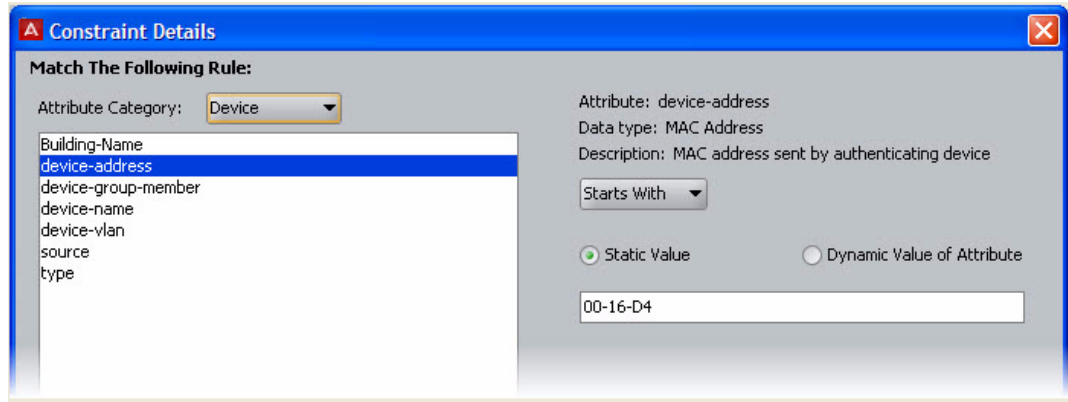 Constraint Details
Match The Following Rule:
Attribute Category: Device
Building-Name
device-address
device-group-member
device-name
device-vlan
source
type
Attribute: device-address
Data type: MAC Address
Description: MAC address sent by authenticating device
Starts With
Static Value Dynamic Value of Attribute
00-16-D4